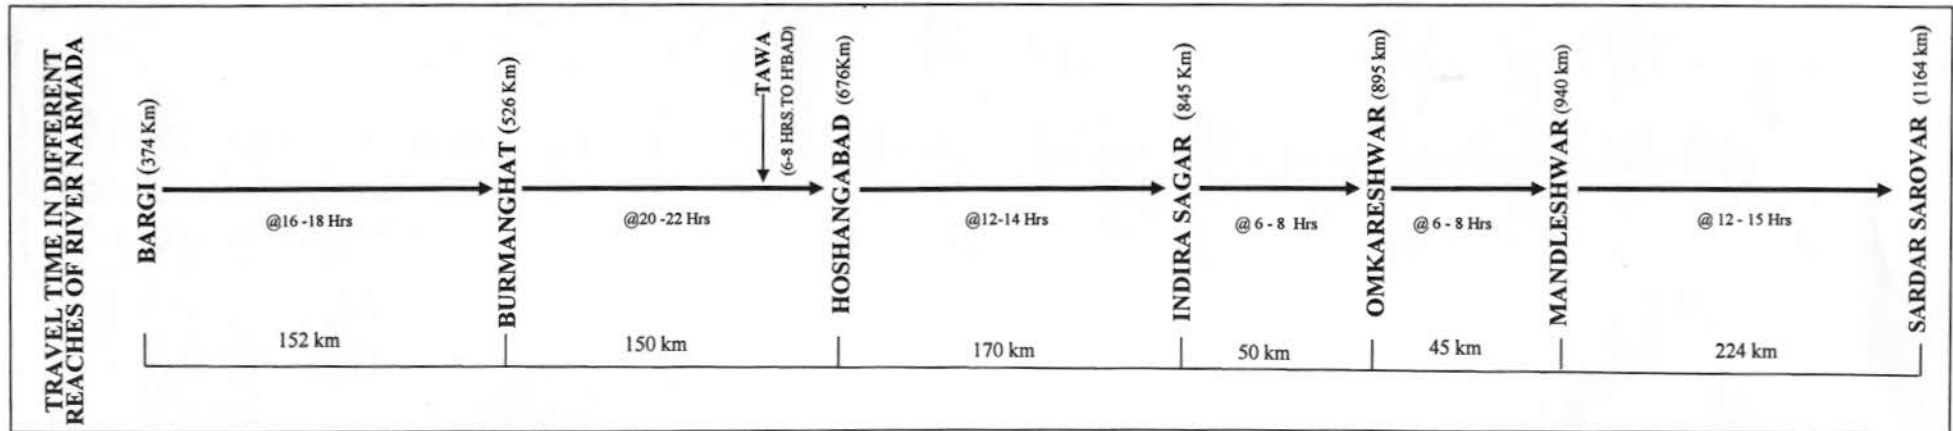 TRAVEL TIME IN DIFFERENT
REACHES OF RIVER NARMADA
BARGI (374 Km)
@16 -18 Hrs
BURMANGHAT (526 Km)
@20 -22 Hrs
TAWA
(6-8 HRS.TO H'BAD)
HOSHANGABAD (676Km)
@12-14 Hrs
INDIRA SAGAR (845 Km)
@ 6 - 8 Hrs
OMKARESHWAR (895 km)
@ 6 - 8 Hrs
MANDLESHWAR (940 km)
@ 12 - 15 Hrs
SARDAR SAROVAR (1164 km)
152 km
150 km
170 km
50 km
45 km
224 km